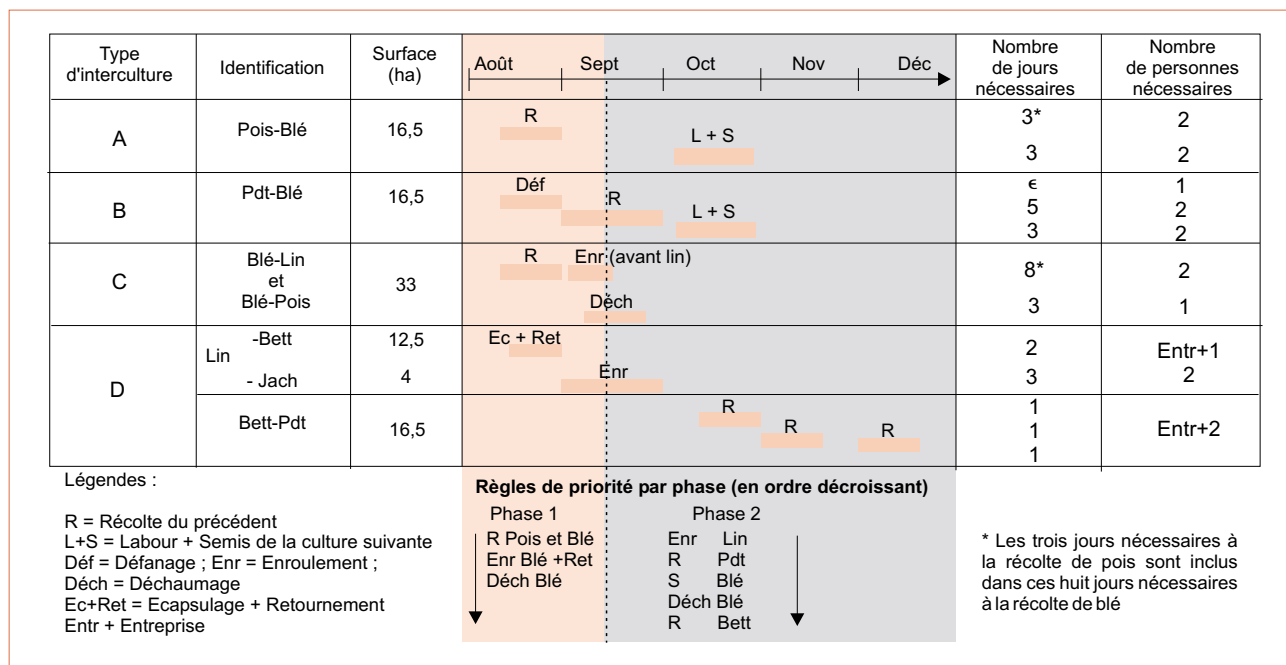 Type
d'interculture
Identification
Surface
(ha)
Août Sept Oct Nov Déc
Nombre
de jours
nécessaires
Nombre
de personnes
nécessaires
A
Pois-Blé
16,5
R
L + S
3*
2
3
2
B
Pdt-Blé
16,5
Déf
R
L + S
ϵ
1
5
2
3
2
C
Blé-Lin
et
Blé-Pois
33
R
Enr (avant lin)
Déch
8*
2
3
1
D
Lin
-Bett
12,5
Ec + Ret
2
Entr+1
- Jach
4
Enr
3
2
Bett-Pdt
16,5
R
R
R
1
1
1
Entr+2
Légendes :
R = Récolte du précédent
L+S = Labour + Semis de la culture suivante
Déf = Défanage ; Enr = Enroulement ;
Déch = Déchaumage
Ec+Ret = Ecapsulage + Retournement
Entr + Entreprise
Règles de priorité par phase (en ordre décroissant)
Phase 1
R Pois et Blé
Enr Blé +Ret
Déch Blé
Phase 2
Enr Lin
R Pdt
S Blé
Déch Blé
R Bett
* Les trois jours nécessaires à
la récolte de pois sont inclus
dans ces huit jours nécessaires
à la récolte de blé